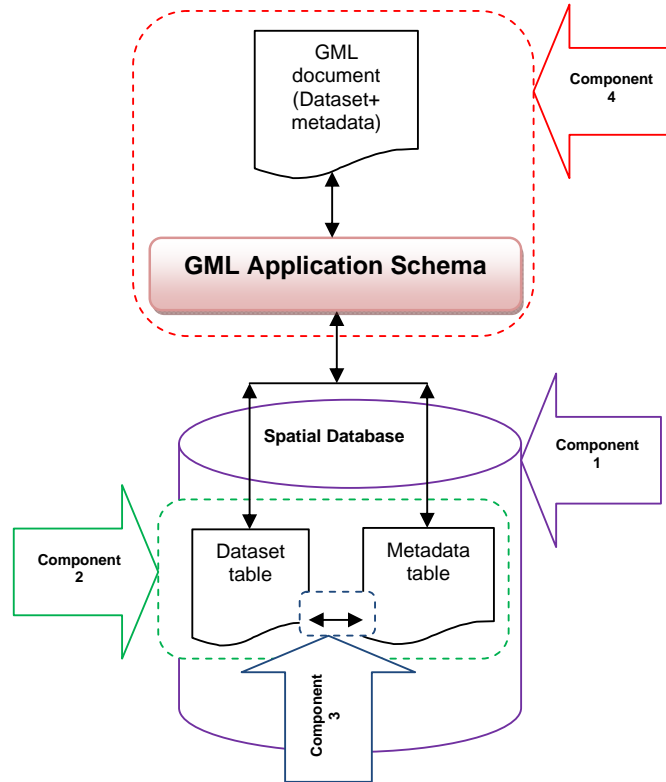 GML
document
(Dataset+
metadata)
Component
4
GML Application Schema
Spatial Database
Component
1
Dataset
table
Metadata
table
Component
2
Component
3